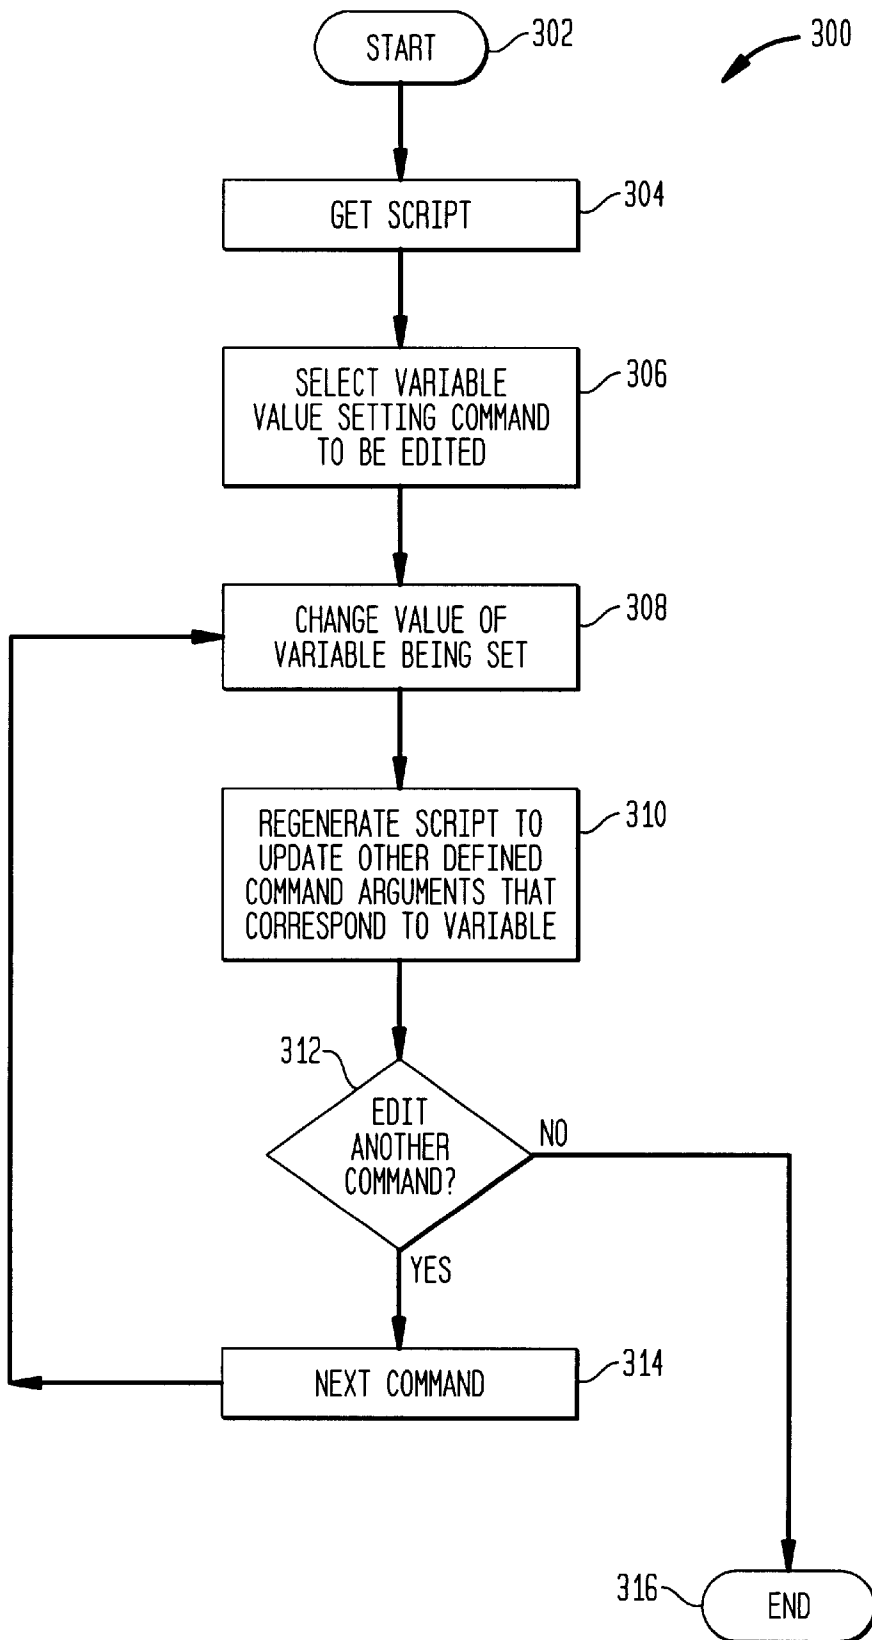 START
302
300
GET SCRIPT
304
SELECT VARIABLE
VALUE SETTING COMMAND
TO BE EDITED
306
CHANGE VALUE OF
VARIABLE BEING SET
308
REGENERATE SCRIPT TO
UPDATE OTHER DEFINED
COMMAND ARGUMENTS THAT
CORRESPOND TO VARIABLE
310
312
EDIT
ANOTHER
COMMAND?
NO
YES
NEXT COMMAND
314
316
END